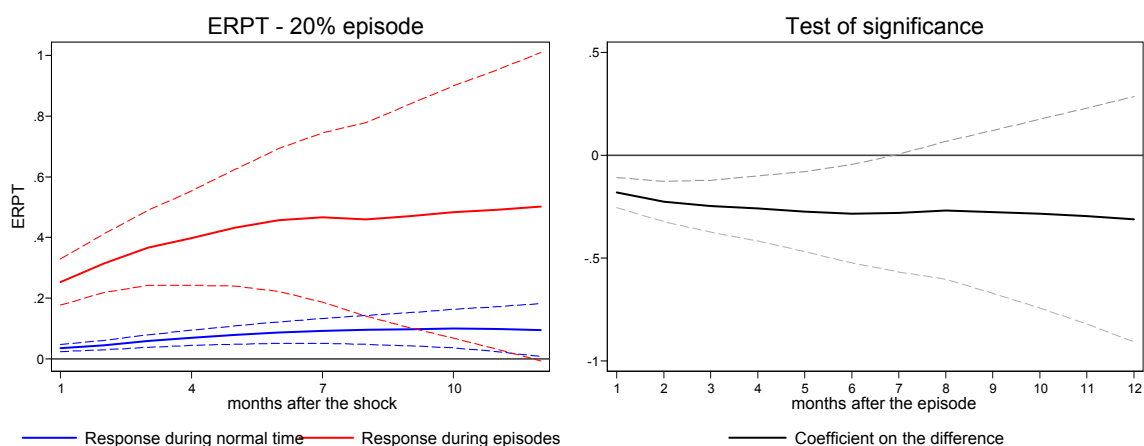 ERPT - 20% episode
1
.8
.6
.4
.2
0
ERPT
1 4 7 10
months after the shock
Response during normal time Response during episodes
Test of significance
.5
0
-.5
-1
1 2 3 4 5 6 7 8 9 10 11 12
months after the episode
Coefficient on the difference